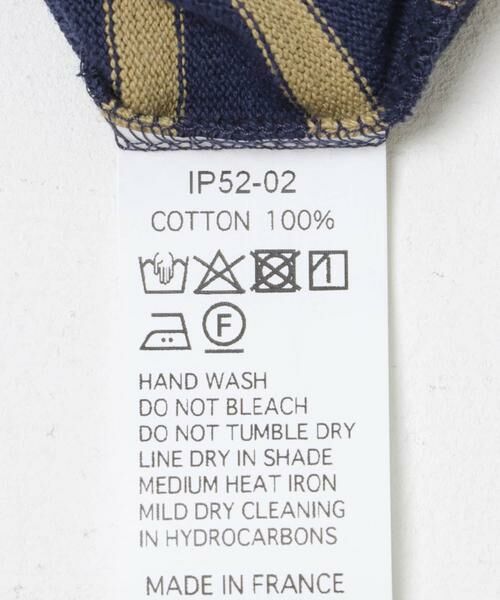 IP52-02
COTTON 100%
F
HAND WASH
DO NOT BLEACH
DO NOT TUMBLE DRY
LINE DRY IN SHADE
MEDIUM HEAT IRON
MILD DRY CLEANING
IN HYDROCARBONS
MADE IN FRANCE